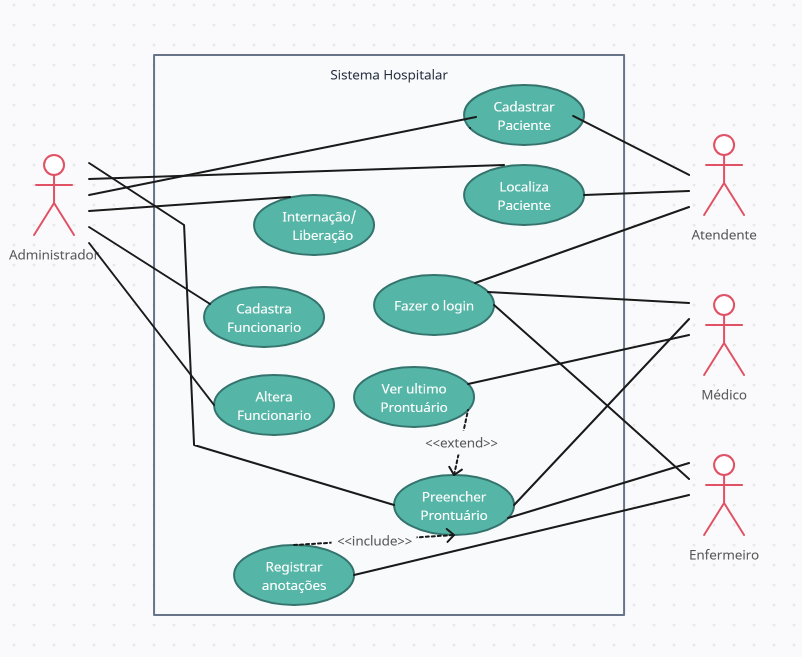 Sistema Hospitalar
Cadastrar
Paciente
Localiza
Paciente
Atendente
Internação/
Liberação
Administrador
Cadastra
Funcionario
Fazer o login
Altera
Funcionario
Ver ultimo
Prontuário
Médico
<<extend>>
Preencher
Prontuário
<<include>>
Enfermeiro
Registrar
anotações